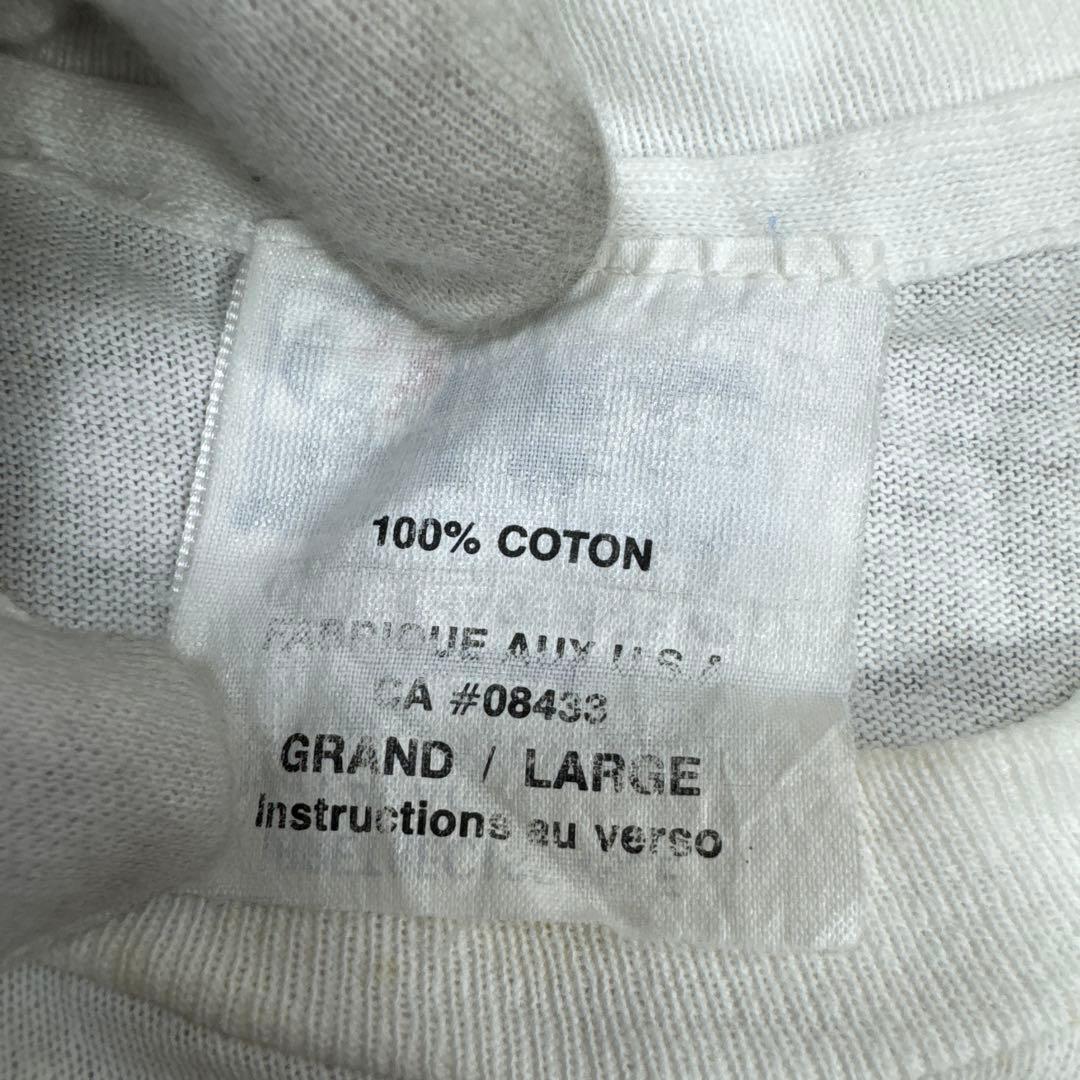 100% COTON
FABRIQUE AUX U.S.A
CA #08433
GRAND / LARGE
Instructions au verso